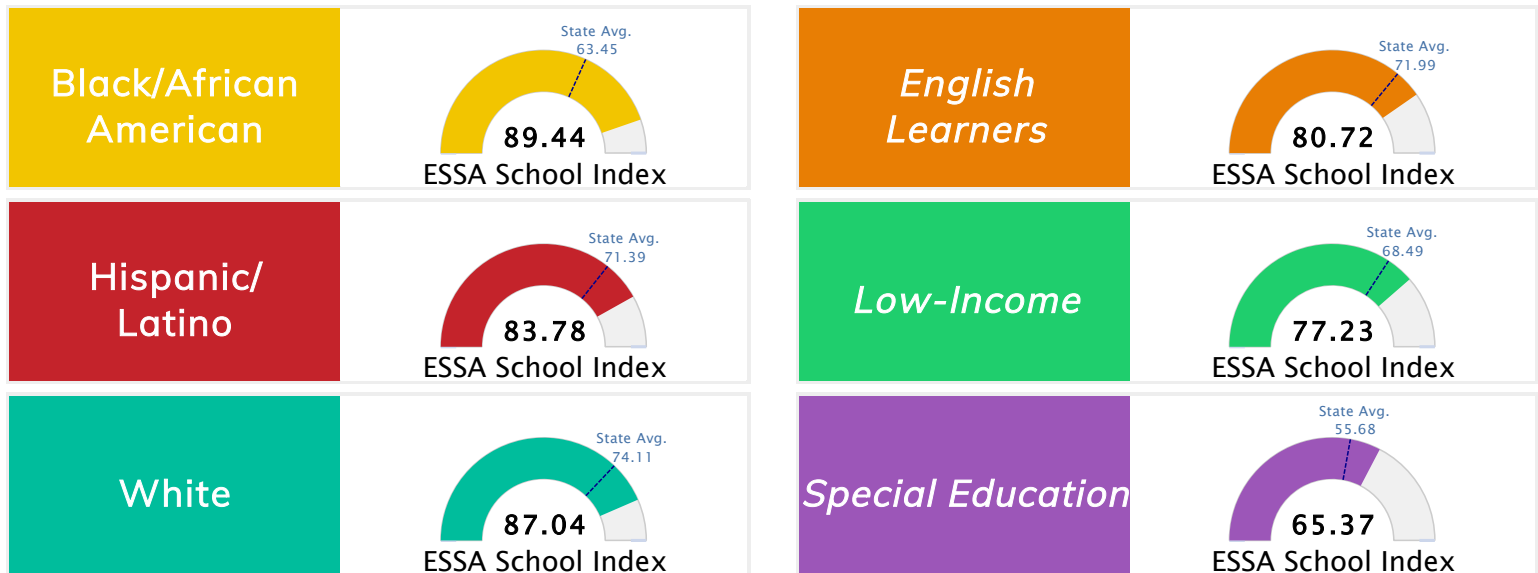 Black/African
American
State Avg.
63.45
89.44
ESSA School Index
English
Learners
State Avg.
71.99
80.72
ESSA School Index
Hispanic/
Latino
State Avg.
71.39
83.78
ESSA School Index
Low-Income
State Avg.
68.49
77.23
ESSA School Index
White
State Avg.
74.11
87.04
ESSA School Index
Special Education
State Avg.
55.68
65.37
ESSA School Index